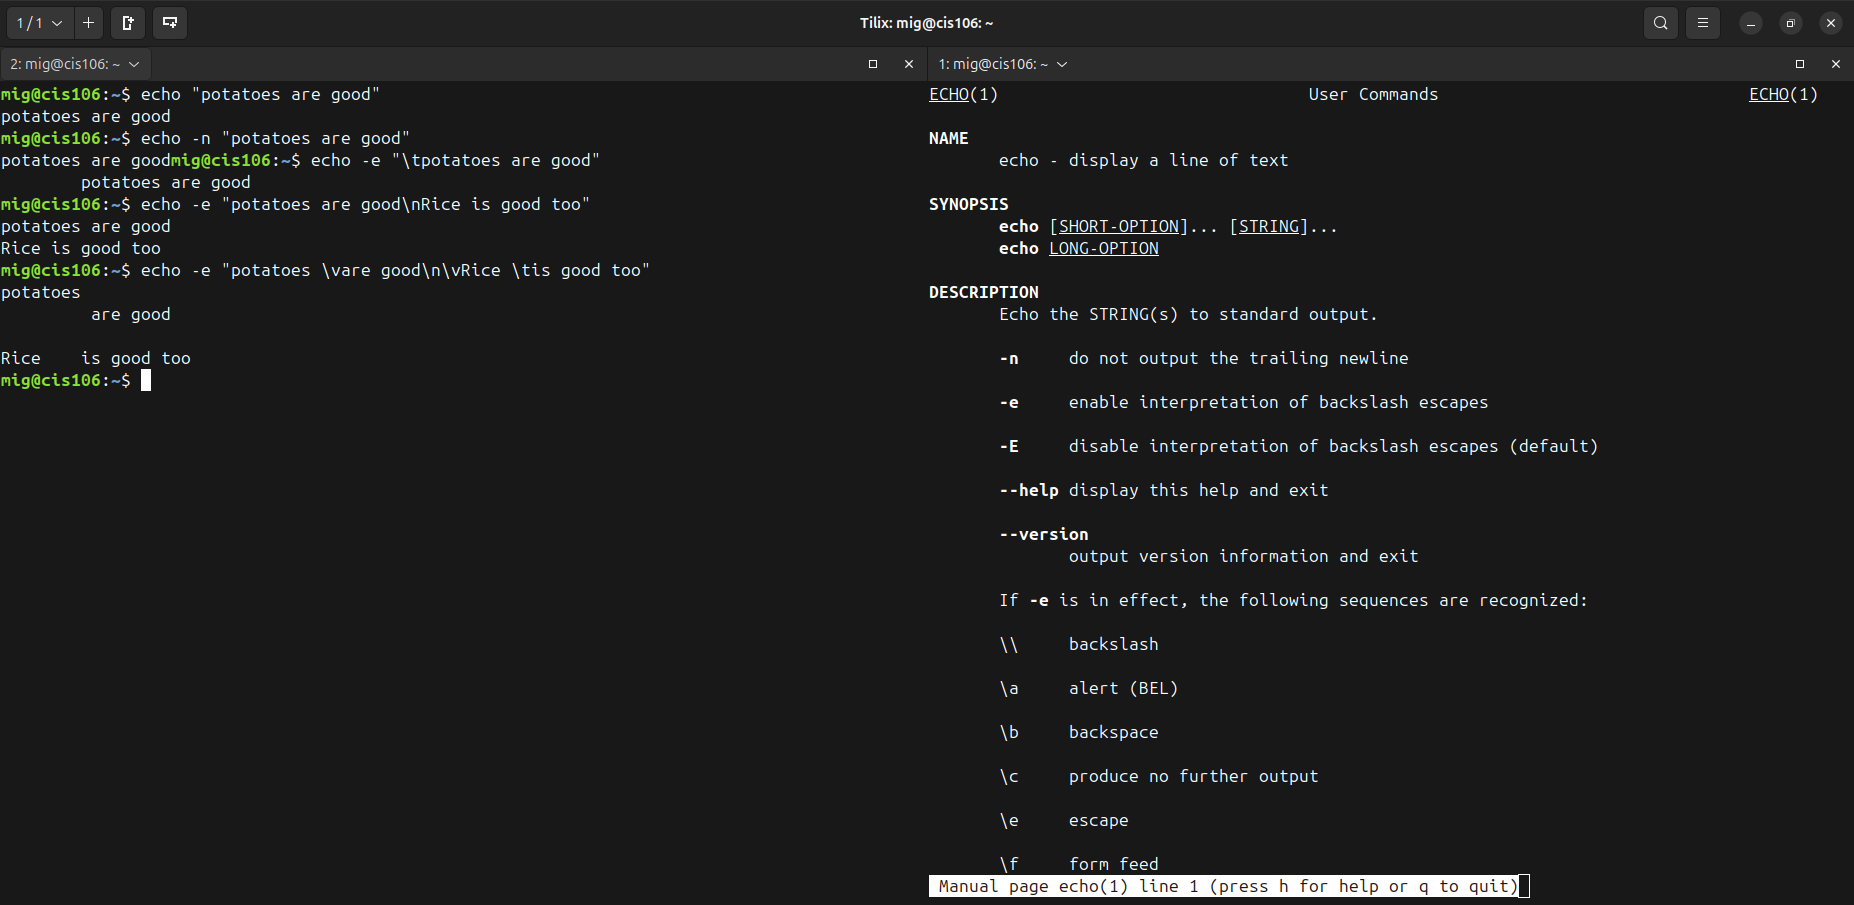 1 / 1
Tilix: mig@cis106: ~
2: mig@cis106: ~
mig@cis106:~$ echo "potatoes are good"
potatoes are good
mig@cis106:~$ echo -n "potatoes are good"
potatoes are goodmig@cis106:~$ echo -e "\tpotatoes are good"
        potatoes are good
mig@cis106:~$ echo -e "potatoes are good\nRice is good too"
potatoes are good
Rice is good too
mig@cis106:~$ echo -e "potatoes \vare good\n\vRice \tis good too"
potatoes
         are good
Rice    is good too
mig@cis106:~$
1: mig@cis106: ~
ECHO(1) User Commands ECHO(1)
NAME
echo - display a line of text
SYNOPSIS
echo [SHORT-OPTION]... [STRING]...
echo LONG-OPTION
DESCRIPTION
Echo the STRING(s) to standard output.
-n     do not output the trailing newline
-e     enable interpretation of backslash escapes
-E     disable interpretation of backslash escapes (default)
--help display this help and exit
--version
output version information and exit
If -e is in effect, the following sequences are recognized:
\\     backslash
\a     alert (BEL)
\b     backspace
\c     produce no further output
\e     escape
\f     form feed
Manual page echo(1) line 1 (press h for help or q to quit)